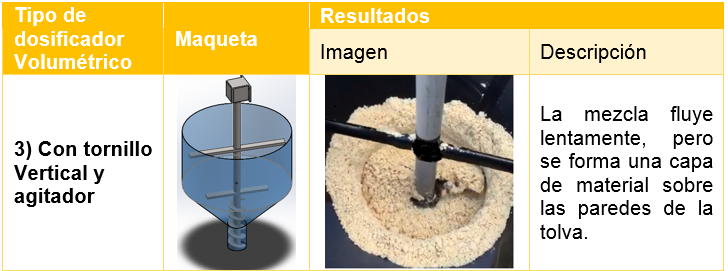 Tipo de
dosificador
Volumétrico
Maqueta
Resultados
Imagen
Descripción
3) Con tornillo
Vertical y
agitador
La mezcla fluye
lentamente, pero
se forma una capa
de material sobre
las paredes de la
tolva.